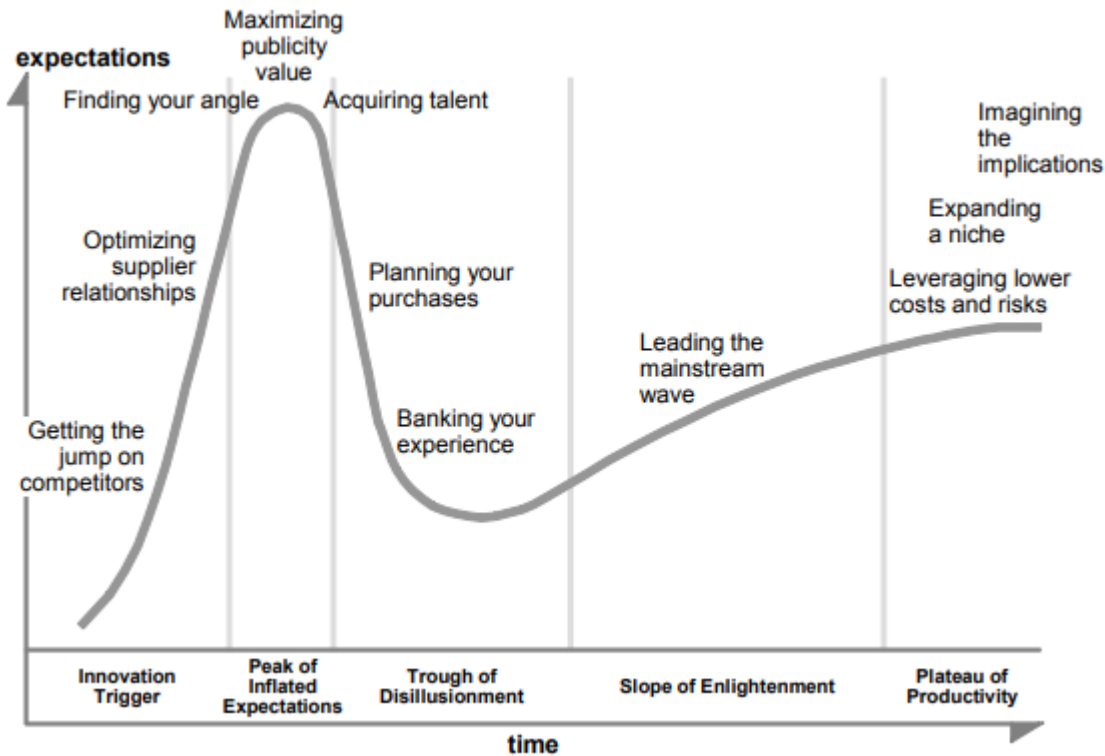 Maximizing
publicity
value
expectations
Finding your angle
Acquiring talent
Imagining
the
implications
Expanding
a niche
Optimizing
supplier
relationships
Planning your
purchases
Leveraging lower
costs and risks
Leading the
mainstream
wave
Getting the
jump on
competitors
Banking your
experience
Innovation
Trigger
Peak of
Inflated
Expectations
Trough of
Disillusionment
Slope of Enlightenment
Plateau of
Productivity
time